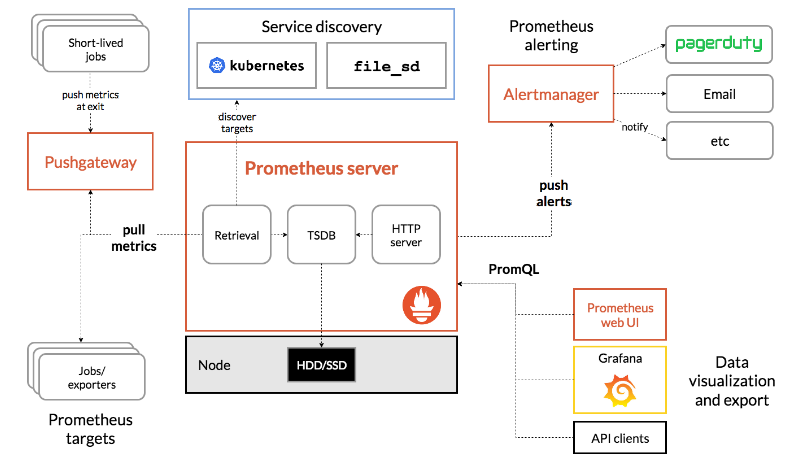 Short-lived
jobs
push metrics
at exit
Pushgateway
pull
metrics
Jobs/
exporters
Prometheus
targets
Service discovery
kubernetes
file_sd
discover
targets
Prometheus server
Retrieval
TSDB
HTTP
server
Node
HDD/SSD
Prometheus
alerting
Alertmanager
pagerduty
Email
etc
notify
push
alerts
PromQL
Prometheus
web UI
Grafana
API clients
Data
visualization
and export